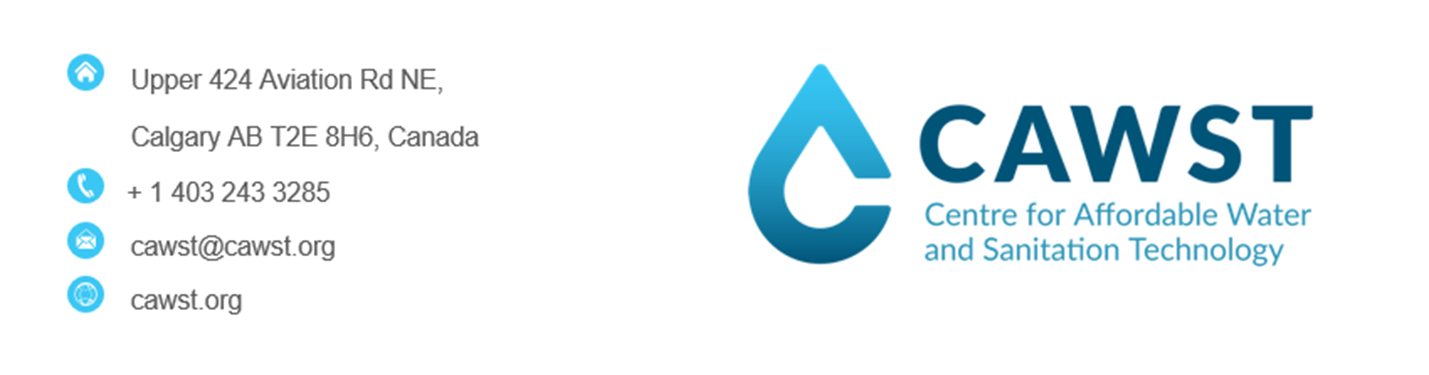 Upper 424 Aviation Rd NE,
Calgary AB T2E 8H6, Canada
+ 1 403 243 3285
cawst@cawst.org
cawst.org
CAWST
Centre for Affordable Water
and Sanitation Technology